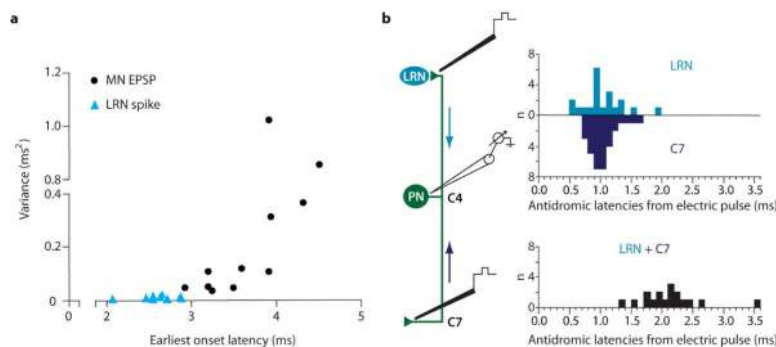 a
MN EPSP
LRN spike
1.2
1.0
0.8
0.4
0.2
0
Variance (ms²)
0 2 3 4 5
Earliest onset latency (ms)
b
LRN
PN
C4
C7
LRN
C7
8
4
0
4
8
n
0.0 0.5 1.0 1.5 2.0 2.5 3.0 3.5
Antidromic latencies from electric pulse (ms)
LRN + C7
8
4
0
n
0.0 0.5 1.0 1.5 2.0 2.5 3.0 3.5
Antidromic latencies from electric pulse (ms)